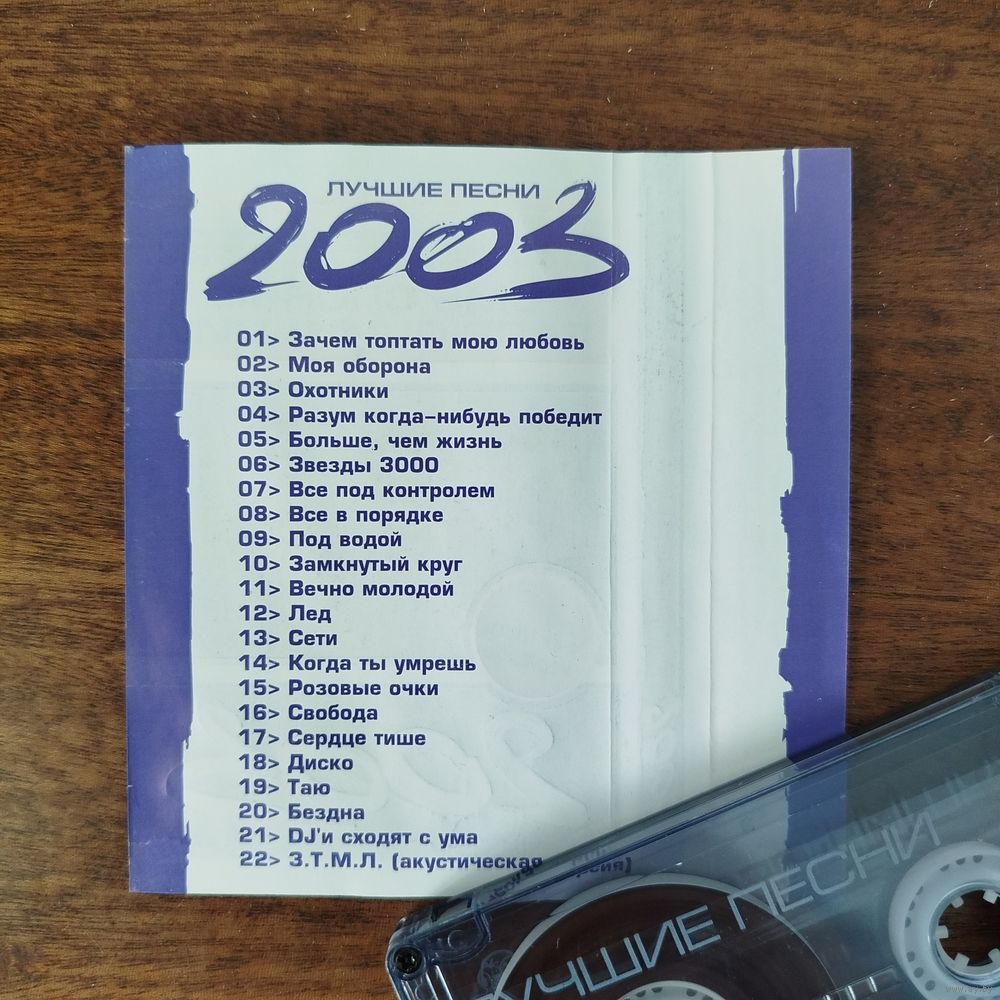 ЛУЧШИЕ ПЕСНИ
2003
01> Зачем топтать мою любовь
02> Моя оборона
03> Охотники
04> Разум когда-нибудь победит
05> Больше, чем жизнь
06> Звезды 3000
07> Все под контролем
08> Все в порядке
09> Под водой
10> Замкнутый круг
11> Вечно молодой
12> Лед
13> Сети
14> Когда ты умрешь
15> Розовые очки
16> Свобода
17> Сердце тише
18> Диско
19> Таю
20> Бездна
21> DJ'и сходят с ума
22> З.Т.М.Л. (акустическая версия)
ЛУЧШИЕ ПЕСНИ